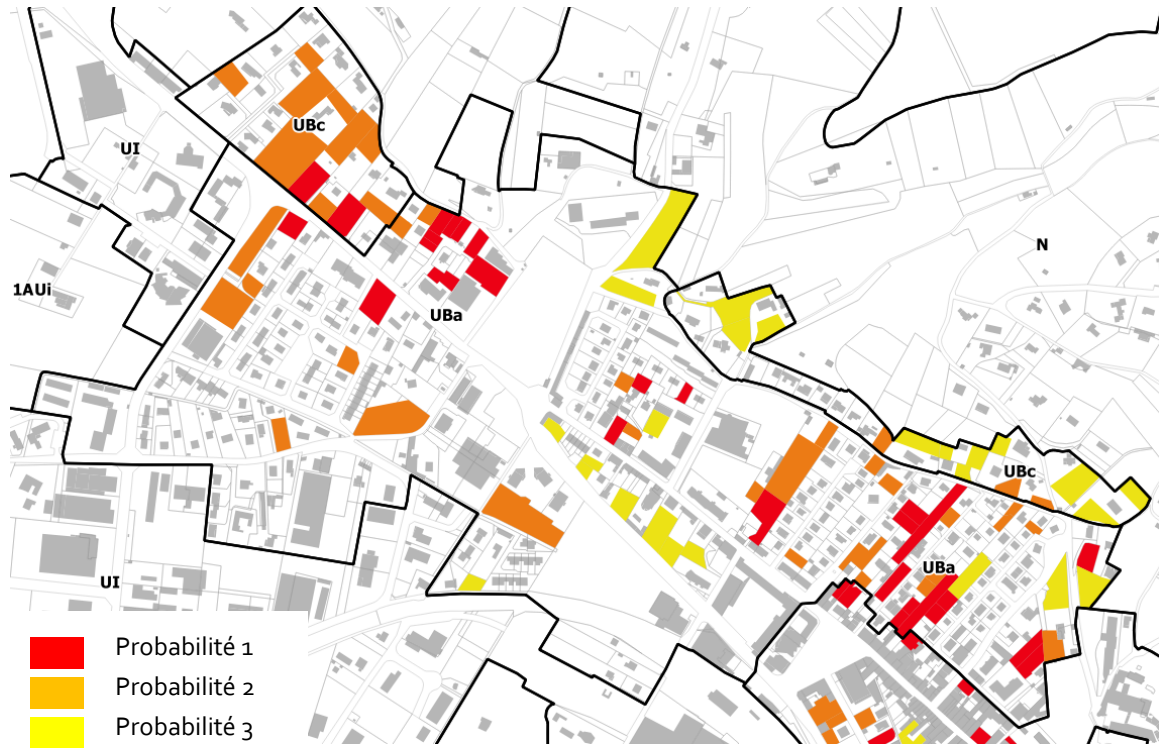 UBc
UI
N
1AUi
UBa
UBc
UBa
UI
Probabilité 1
Probabilité 2
Probabilité 3